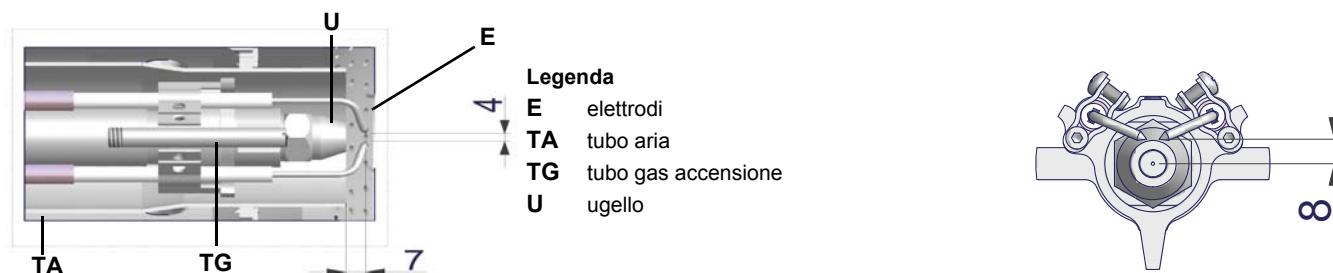 U
E
Legenda
E elettrodi
TA tubo aria
TG tubo gas accensione
U ugello
4
8
TA
TG
7